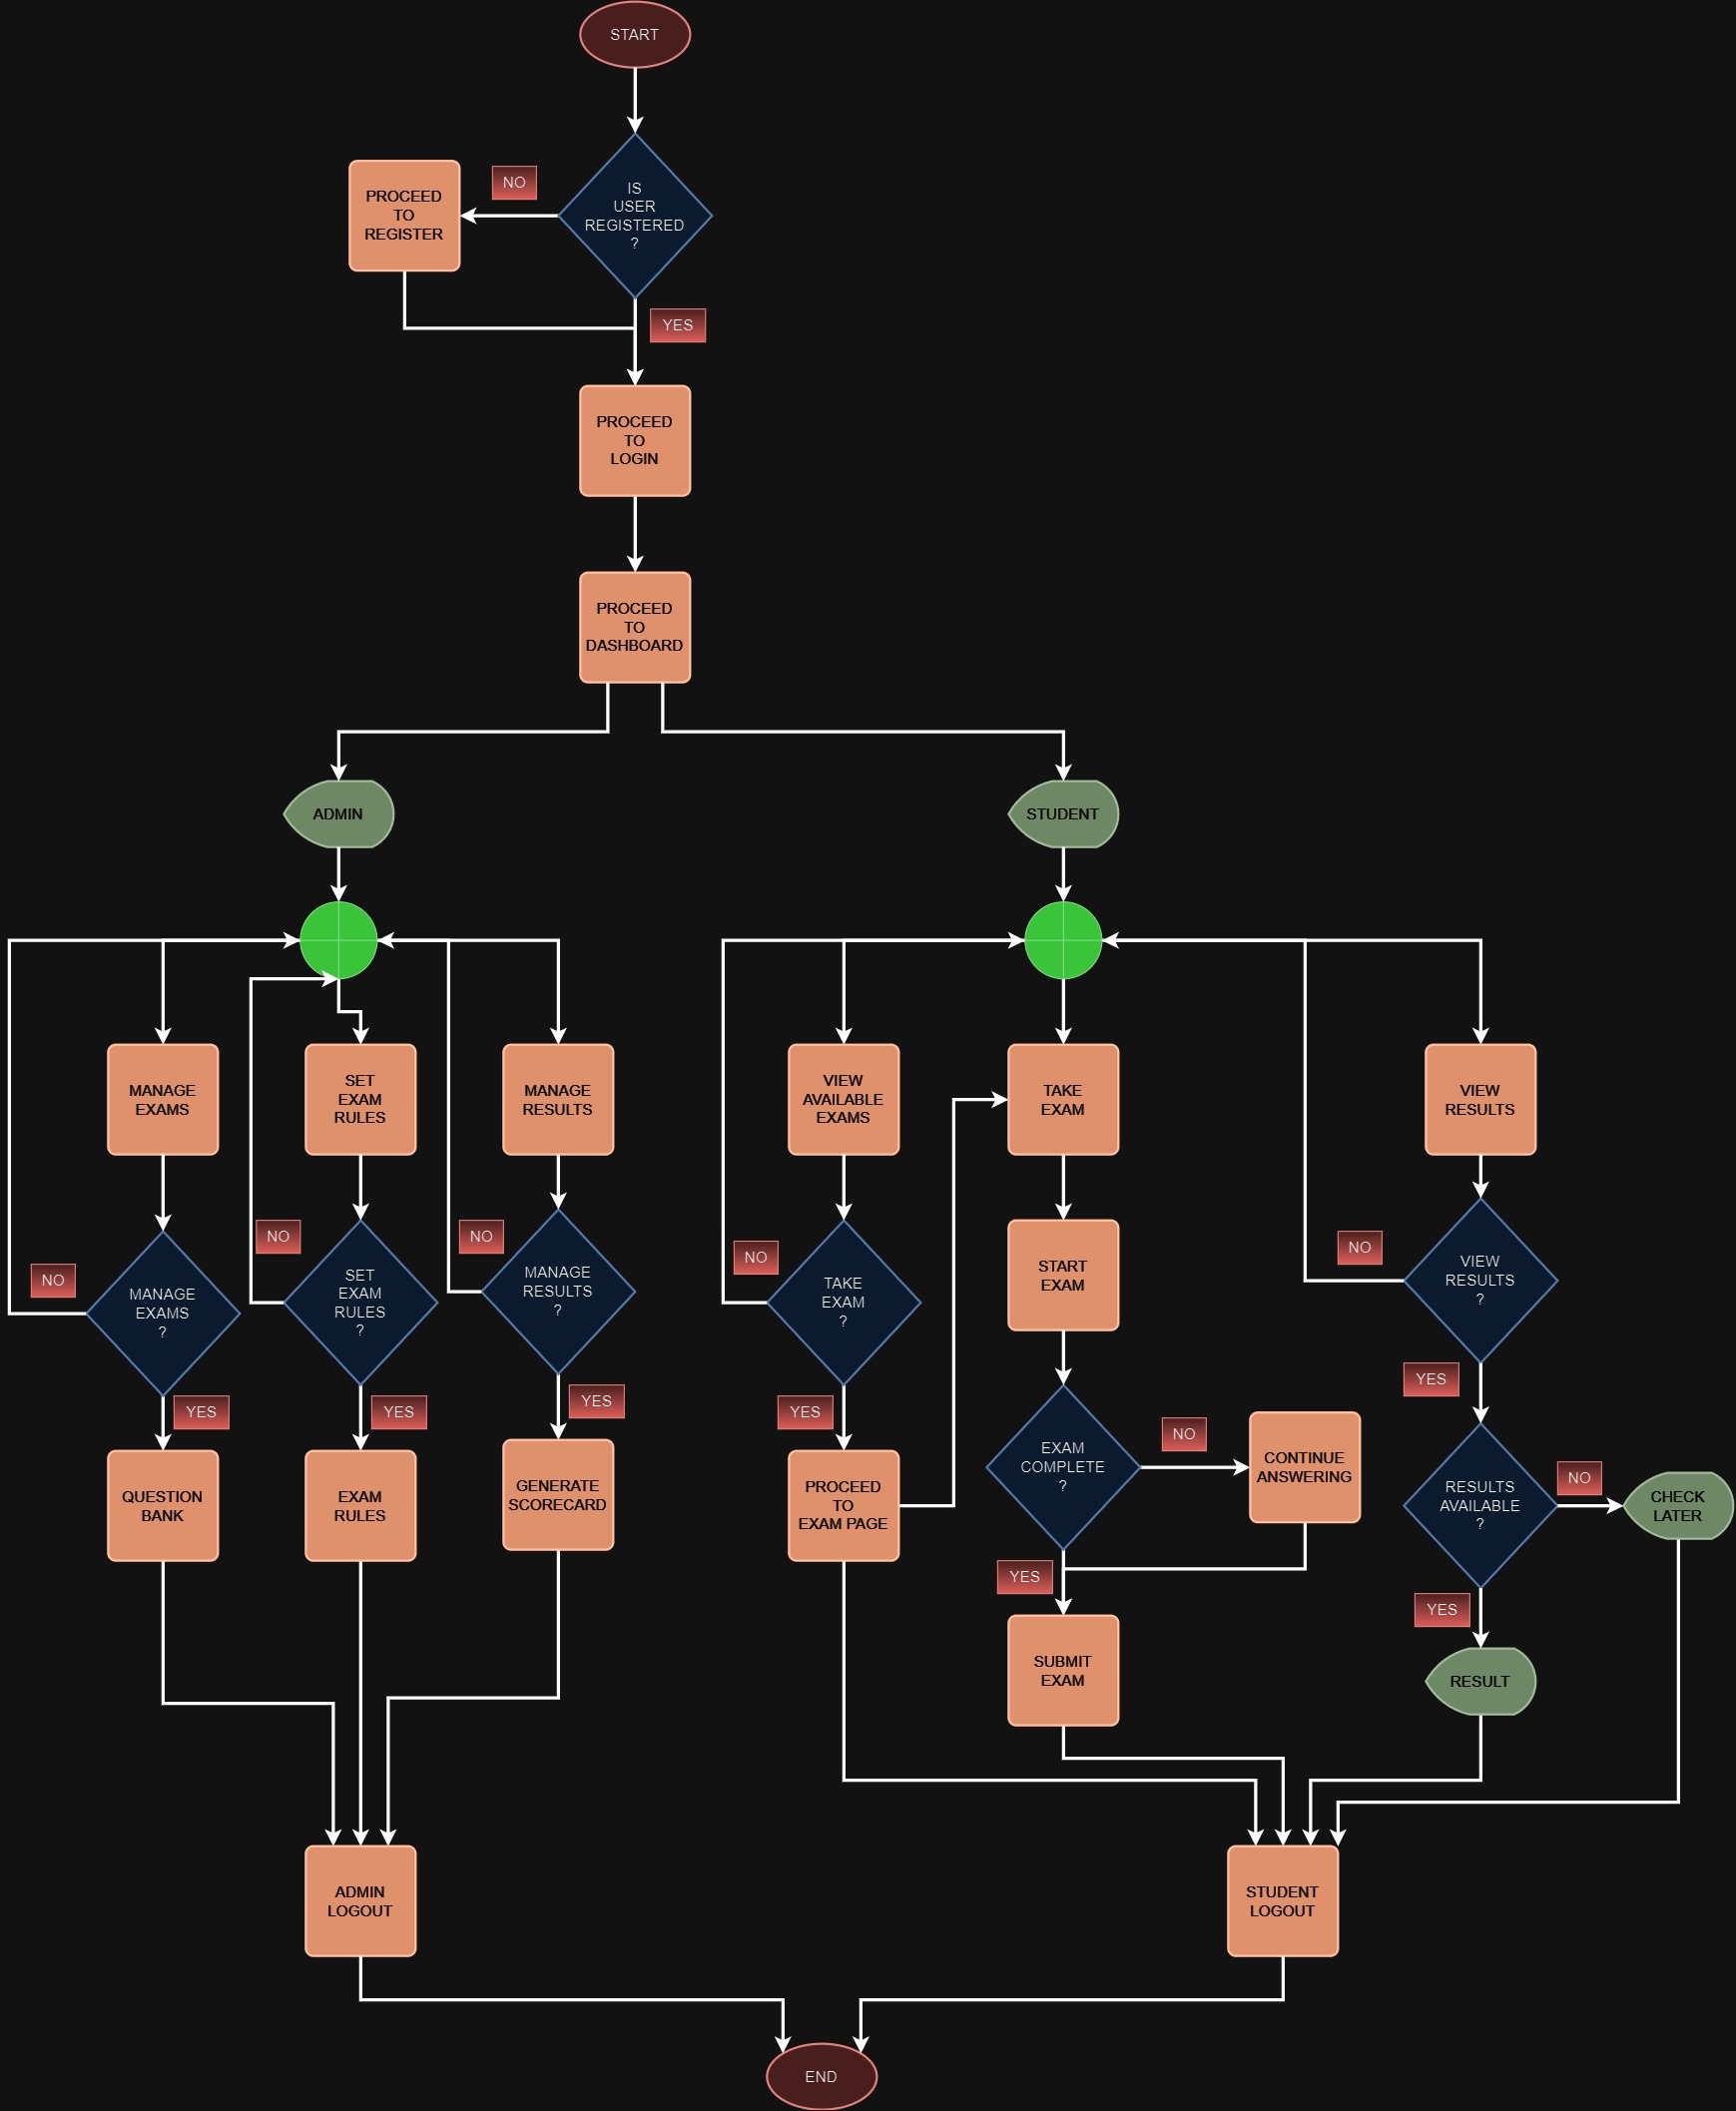 START
IS
USER
REGISTERED
?
NO
PROCEED
TO
REGISTER
YES
PROCEED
TO
LOGIN
PROCEED
TO
DASHBOARD
ADMIN
STUDENT
MANAGE
EXAMS
SET
EXAM
RULES
MANAGE
RESULTS
VIEW
AVAILABLE
EXAMS
TAKE
EXAM
VIEW
RESULTS
NO
MANAGE
EXAMS
?
NO
SET
EXAM
RULES
?
NO
MANAGE
RESULTS
?
NO
TAKE
EXAM
?
START
EXAM
NO
VIEW
RESULTS
?
YES
YES
YES
YES
YES
QUESTION
BANK
EXAM
RULES
GENERATE
SCORECARD
PROCEED
TO
EXAM PAGE
EXAM
COMPLETE
?
NO
CONTINUE
ANSWERING
RESULTS
AVAILABLE
?
NO
CHECK
LATER
YES
YES
SUBMIT
EXAM
RESULT
ADMIN
LOGOUT
STUDENT
LOGOUT
END